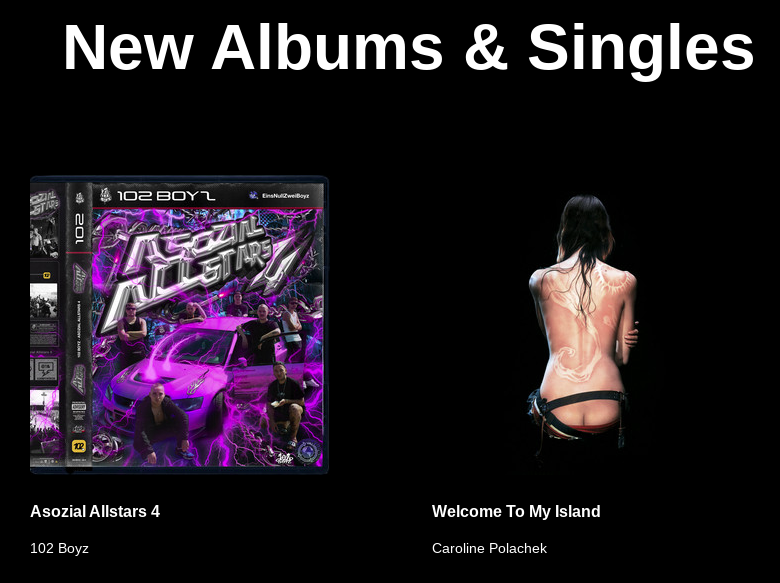 New Albums & Singles
102 BOYZ
EinsNullZweiBoyz
102
ASOZIAL
ALLSTARS 4
102
Asozial Allstars 4
Welcome To My Island
102 Boyz
Caroline Polachek